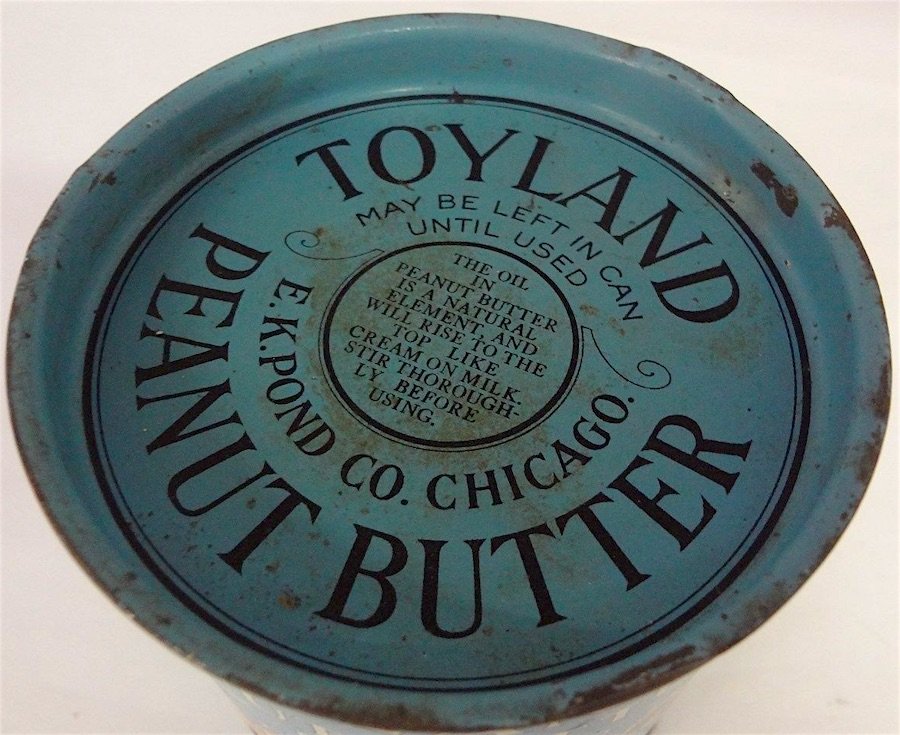 TOYLAND
MAY BE LEFT IN CAN
UNTIL USED
THE OIL
IN
PEANUT BUTTER
IS A NATURAL
ELEMENT, AND
WILL RISE TO THE
TOP LIKE
CREAM ON MILK.
STIR THOROUGH-
LY BEFORE
USING.
E.K. POND CO. CHICAGO.
PEANUT BUTTER